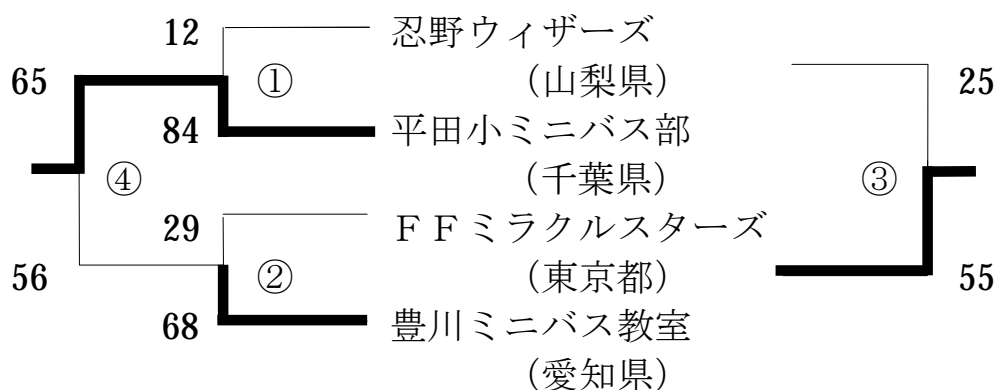 12 忍野ウィザーズ
65 ① (山梨県) 25
84 平田小ミニバス部
④ (千葉県) ③
29 ＦＦミラクルスターズ
56 ② (東京都) 55
68 豊川ミニバス教室
(愛知県)